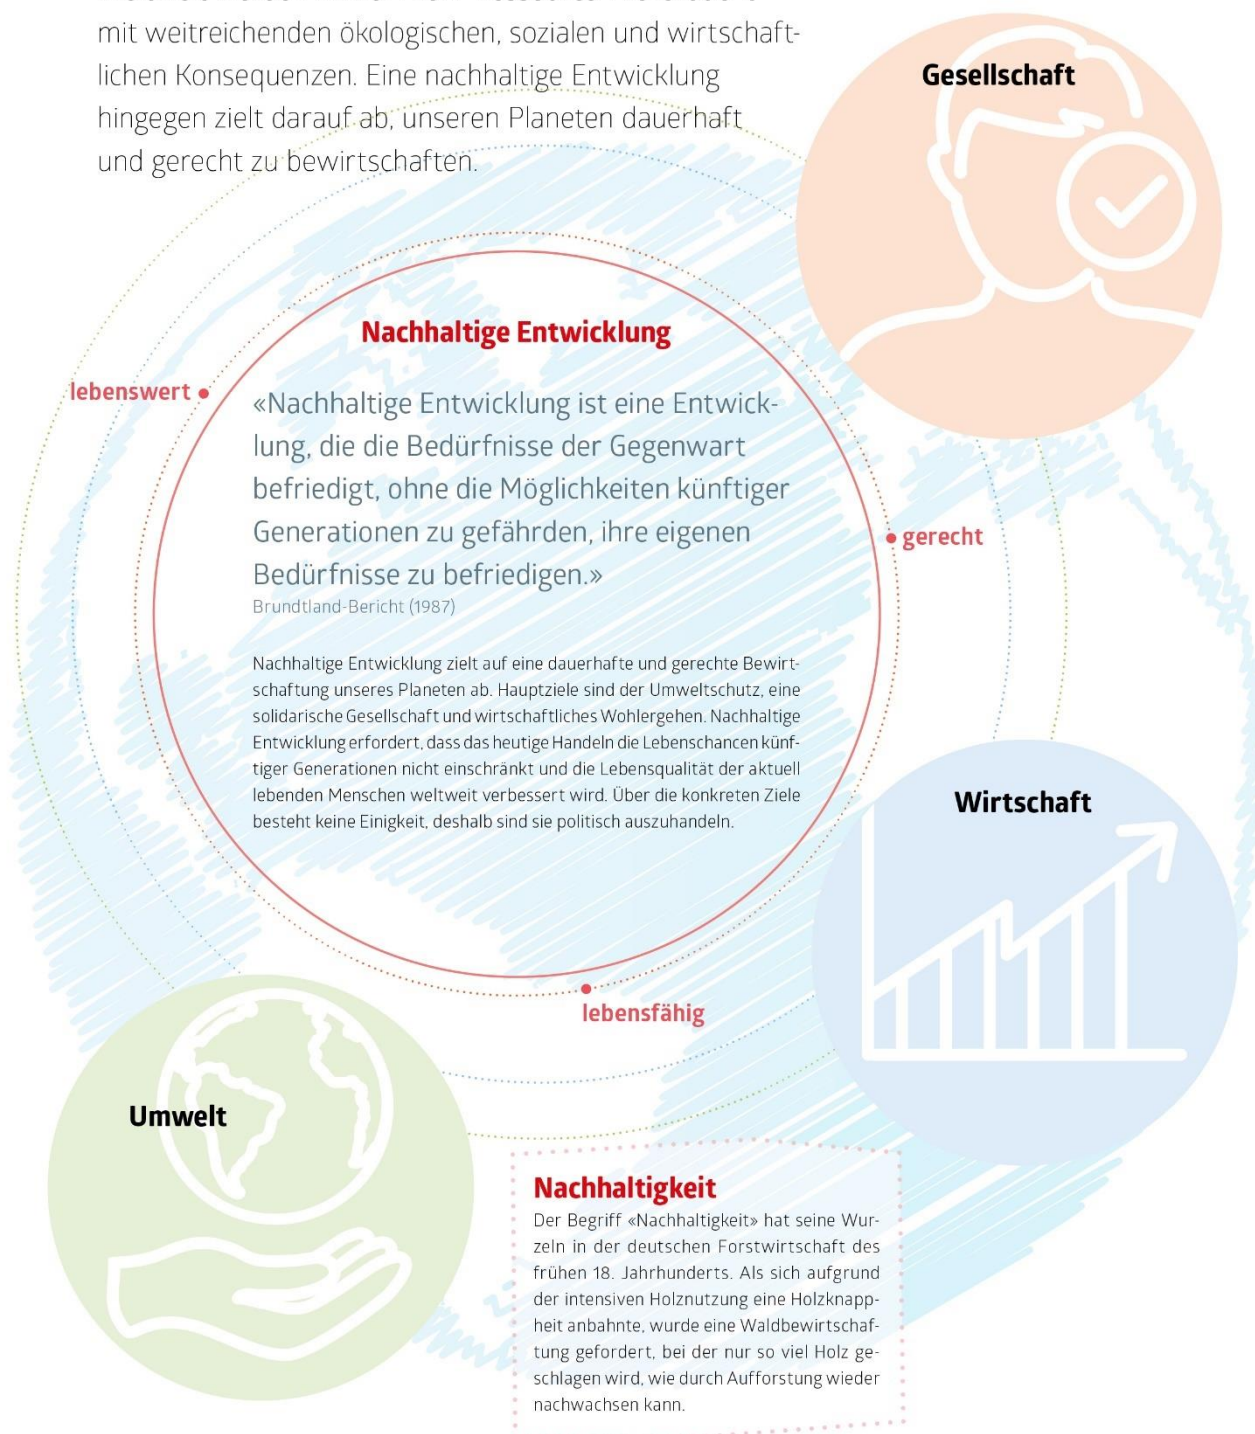 mit weitreichenden ökologischen, sozialen und wirtschaft-
lichen Konsequenzen. Eine nachhaltige Entwicklung
hingegen zielt darauf ab, unseren Planeten dauerhaft
und gerecht zu bewirtschaften.
Gesellschaft
Nachhaltige Entwicklung
lebenswert
«Nachhaltige Entwicklung ist eine Entwick-
lung, die die Bedürfnisse der Gegenwart
befriedigt, ohne die Möglichkeiten künftiger
Generationen zu gefährden, ihre eigenen
Bedürfnisse zu befriedigen.»
Brundtland-Bericht (1987)
gerecht
Nachhaltige Entwicklung zielt auf eine dauerhafte und gerechte Bewirt-
schaftung unseres Planeten ab. Hauptziele sind der Umweltschutz, eine
solidarische Gesellschaft und wirtschaftliches Wohlergehen. Nachhaltige
Entwicklung erfordert, dass das heutige Handeln die Lebenschancen künf-
tiger Generationen nicht einschränkt und die Lebensqualität der aktuell
lebenden Menschen weltweit verbessert wird. Über die konkreten Ziele
besteht keine Einigkeit, deshalb sind sie politisch auszuhandeln.
Wirtschaft
lebensfähig
Umwelt
Nachhaltigkeit
Der Begriff «Nachhaltigkeit» hat seine Wur-
zeln in der deutschen Forstwirtschaft des
frühen 18. Jahrhunderts. Als sich aufgrund
der intensiven Holznutzung eine Holzknapp-
heit anbahnte, wurde eine Waldbewirtschaf-
tung gefordert, bei der nur so viel Holz ge-
schlagen wird, wie durch Aufforstung wieder
nachwachsen kann.